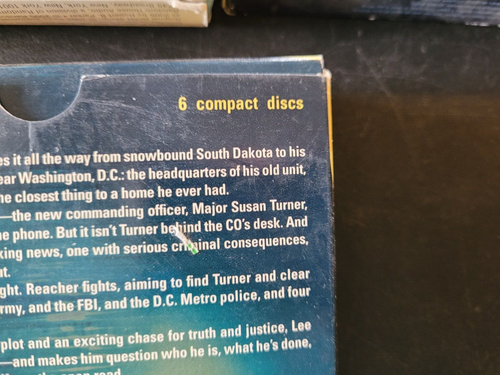 6 compact discs
es it all the way from snowbound South Dakota to his
ear Washington, D.C.: the headquarters of his old unit,
he closest thing to a home he ever had.
—the new commanding officer, Major Susan Turner,
he phone. But it isn't Turner behind the CO's desk. And
king news, one with serious criminal consequences,
ut.
ght. Reacher fights, aiming to find Turner and clear
rmy, and the FBI, and the D.C. Metro police, and four
plot and an exciting chase for truth and justice, Lee
—and makes him question who he is, what he's done,